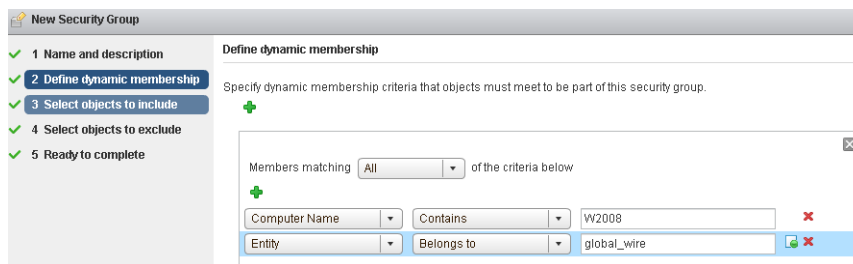 New Security Group
1 Name and description
2 Define dynamic membership
3 Select objects to include
4 Select objects to exclude
5 Ready to complete
Define dynamic membership
Specify dynamic membership criteria that objects must meet to be part of this security group.
Members matching All of the criteria below
Computer Name Contains W2008
Entity Belongs to global_wire